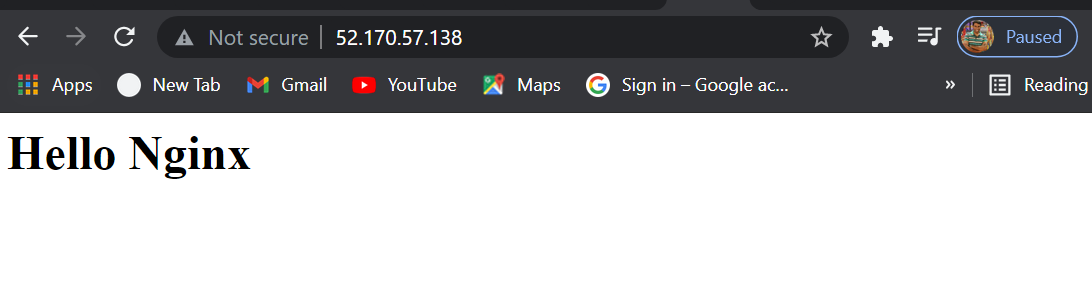 Not secure | 52.170.57.138 Paused
Apps New Tab Gmail YouTube Maps Sign in – Google ac... » Reading
Hello Nginx